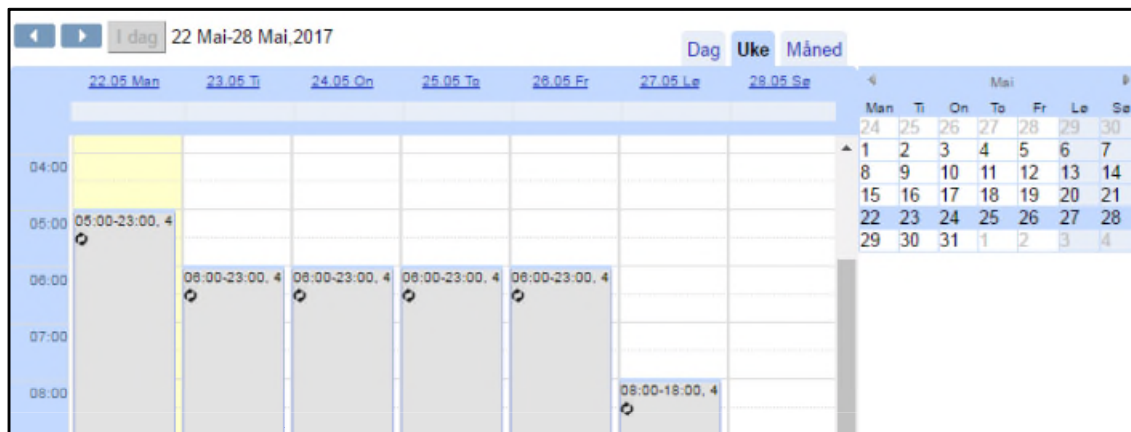 I dag 22 Mai-28 Mai,2017
Dag Uke Måned
22.05 Man 23.05 Ti 24.05 On 25.05 To 26.05 Fr 27.05 Lø 28.05 Sø
04:00
05:00 05:00-23:00, 4
06:00 06:00-23:00, 4 06:00-23:00, 4 06:00-23:00, 4 06:00-23:00, 4
07:00
08:00 08:00-18:00, 4
Mai
Man Ti On To Fr Lø Sø
24 25 26 27 28 29 30
1 2 3 4 5 6 7
8 9 10 11 12 13 14
15 16 17 18 19 20 21
22 23 24 25 26 27 28
29 30 31 1 2 3 4